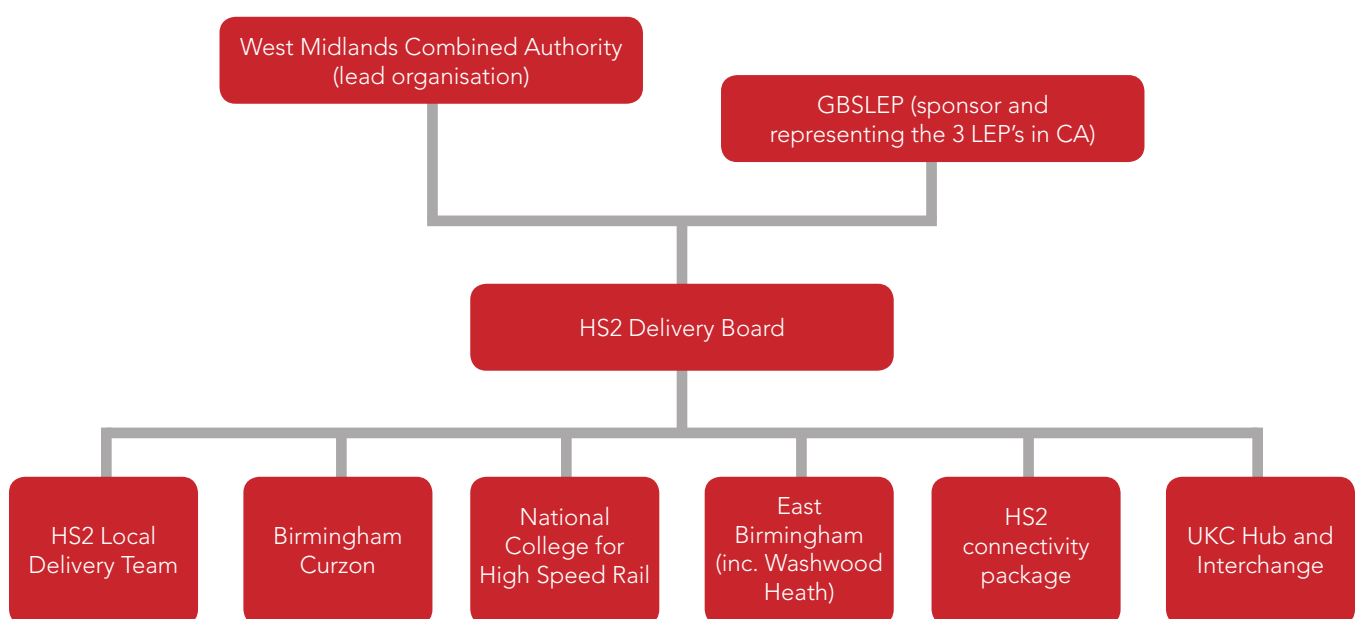 West Midlands Combined Authority
(lead organisation)
GBSLEP (sponsor and
representing the 3 LEP’s in CA)
HS2 Delivery Board
HS2 Local
Delivery Team
Birmingham
Curzon
National
College for
High Speed Rail
East
Birmingham
(inc. Washwood
Heath)
HS2
connectivity
package
UKC Hub and
Interchange